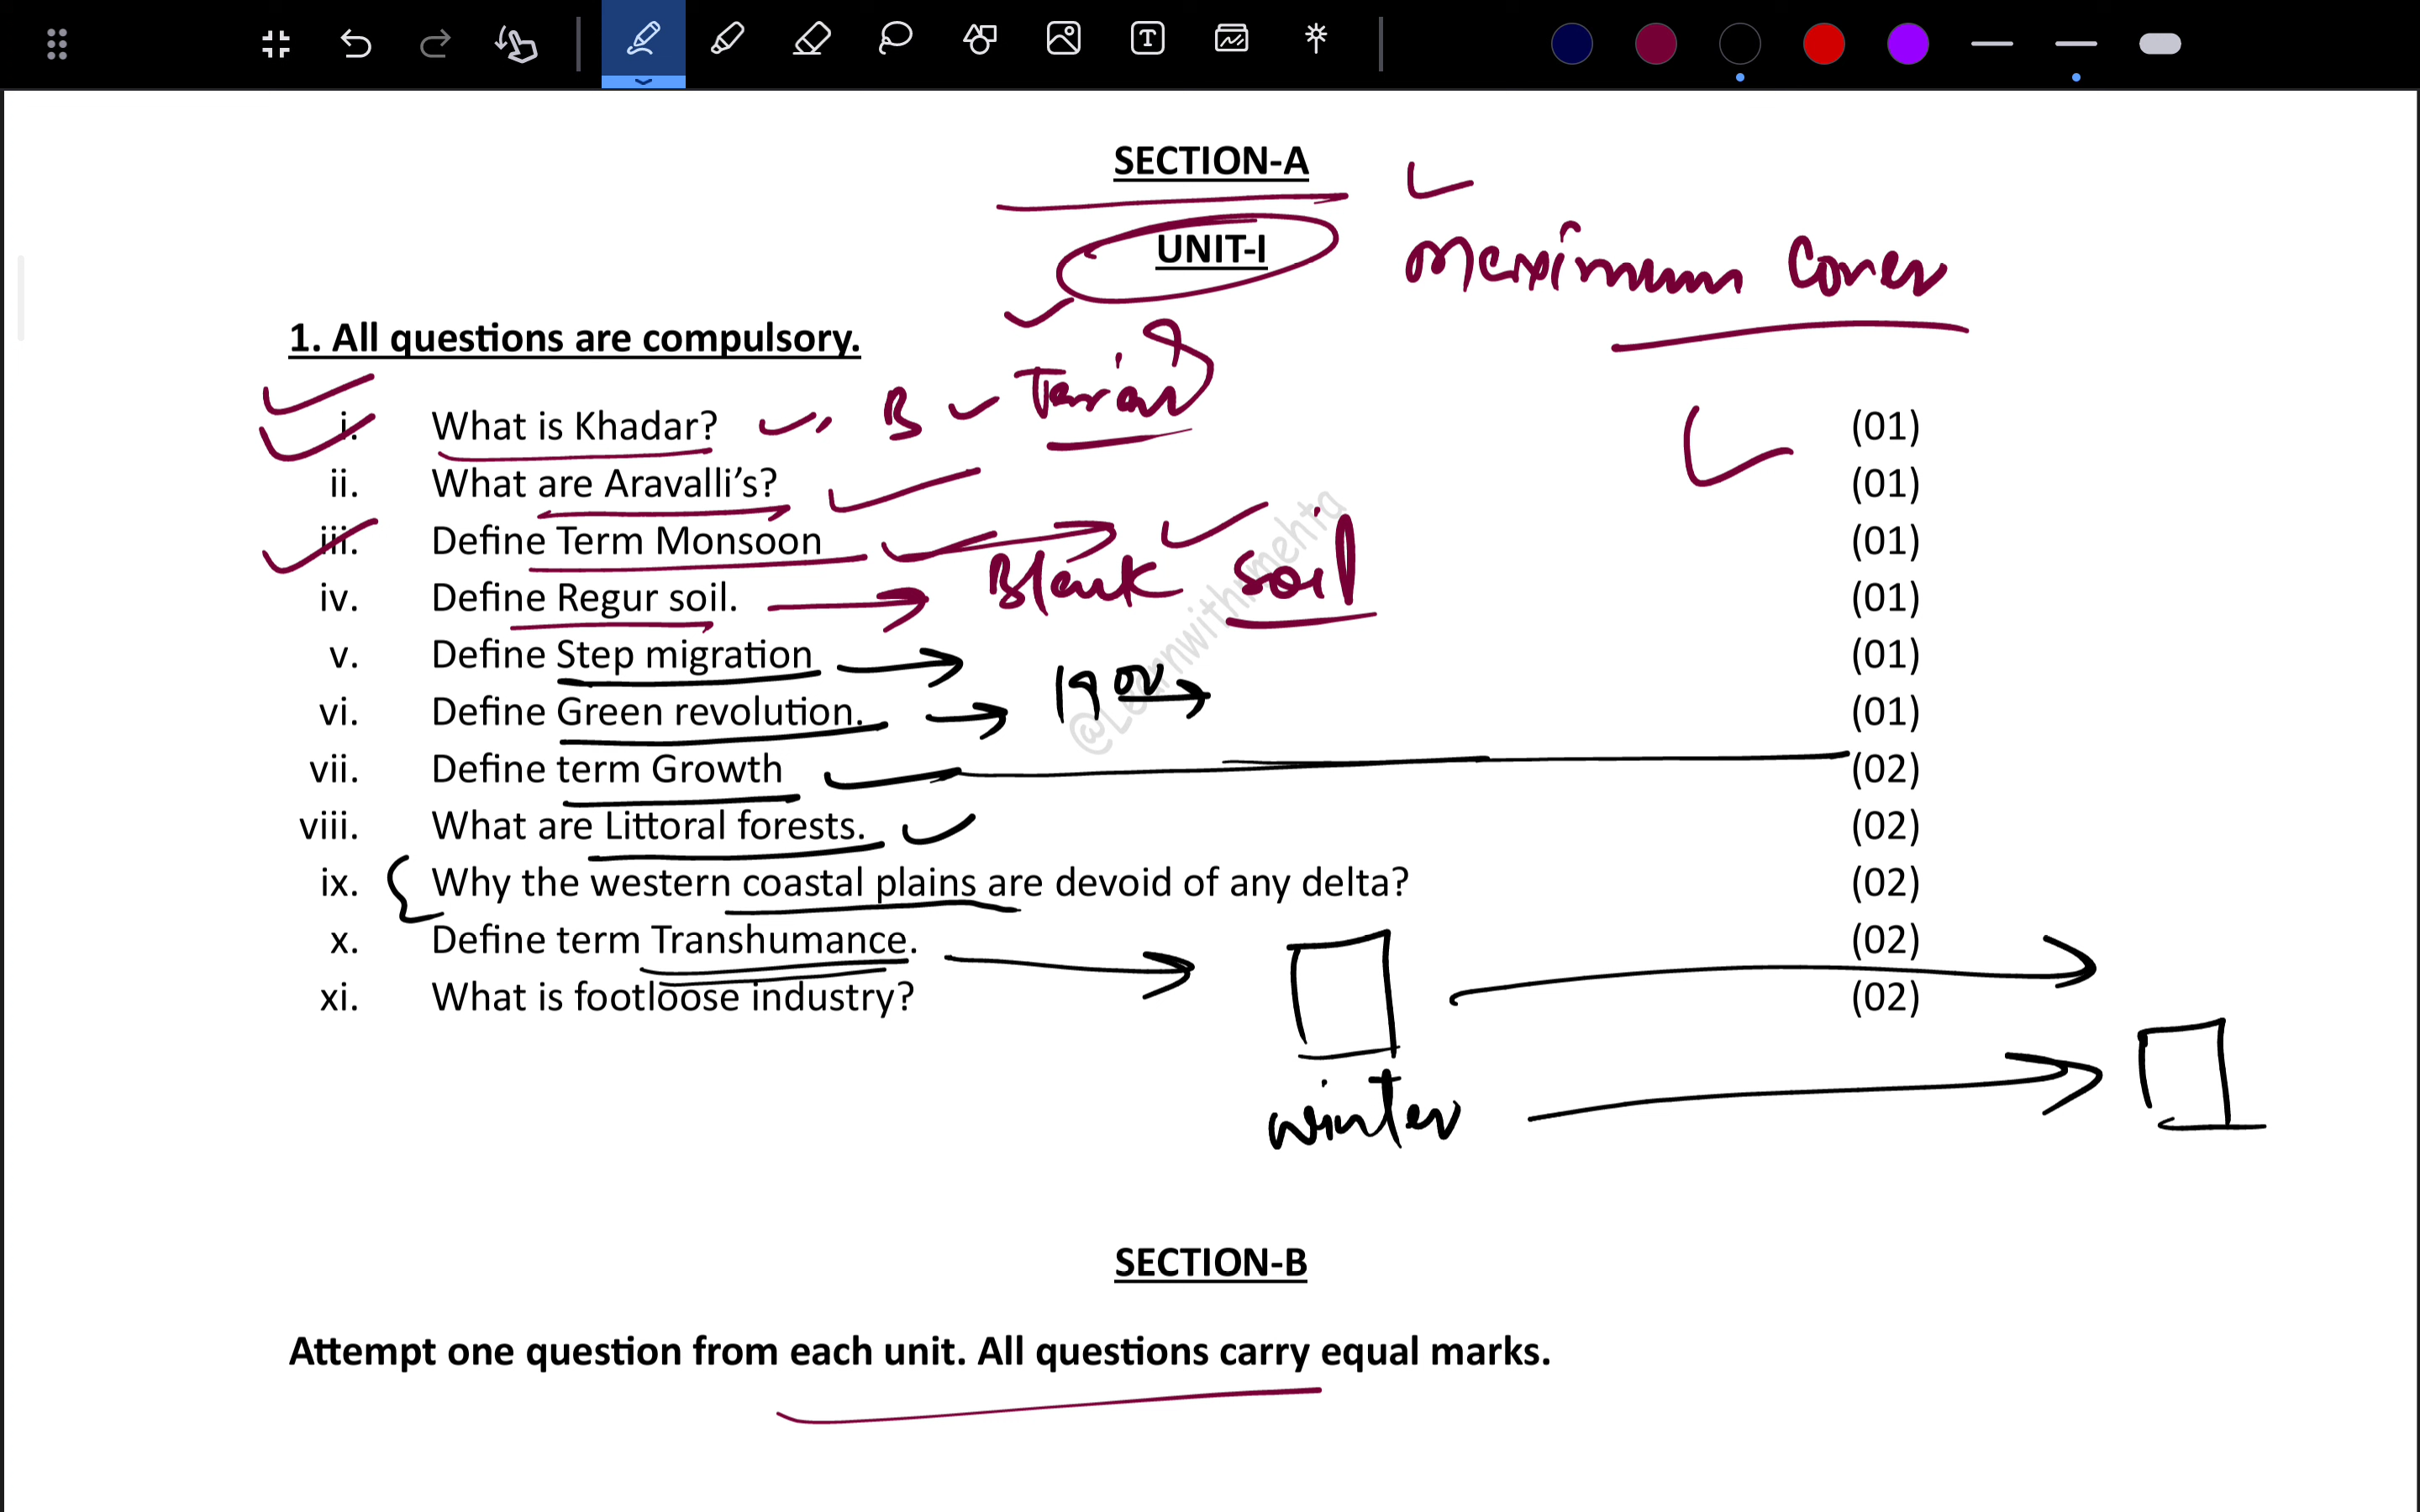 SECTION-A
UNIT-I
Maximum Cover
1. All questions are compulsory.
i. What is Khadar? B (01)
ii. What are Aravalli’s? (01)
iii. Define Term Monsoon (01)
iv. Define Regur soil. Black Soil (01)
v. Define Step migration (01)
vi. Define Green revolution. (01)
vii. Define term Growth (02)
viii. What are Littoral forests. (02)
ix. Why the western coastal plains are devoid of any delta? (02)
x. Define term Transhumance. (02)
xi. What is footloose industry? (02)
winter
@Learnwithmehta
SECTION-B
Attempt one question from each unit. All questions carry equal marks.